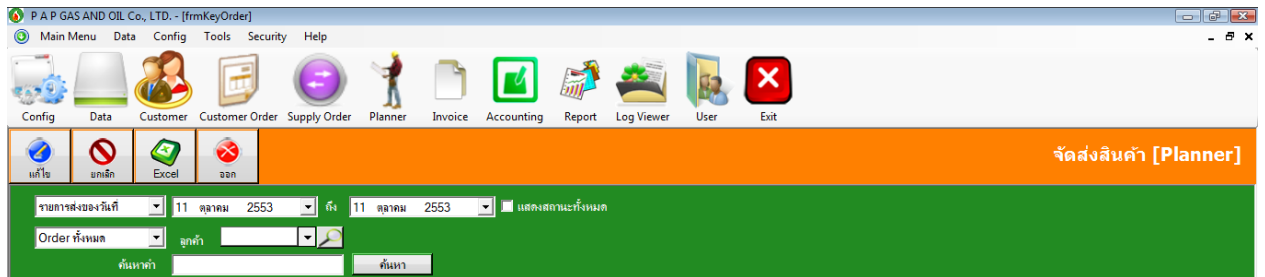 P A P GAS AND OIL Co., LTD. - [frmKeyOrder]
Main Menu Data Config Tools Security Help
Config Data Customer Customer Order Supply Order Planner Invoice Accounting Report Log Viewer User Exit
แก้ไข ยกเลิก Excel ออก จัดส่งสินค้า [Planner]
รายการส่งของวันที่ 11 ตุลาคม 2553 ถึง 11 ตุลาคม 2553 แสดงสถานะทั้งหมด
Order ทั้งหมด ลูกค้า
ค้นหาคำ ค้นหา